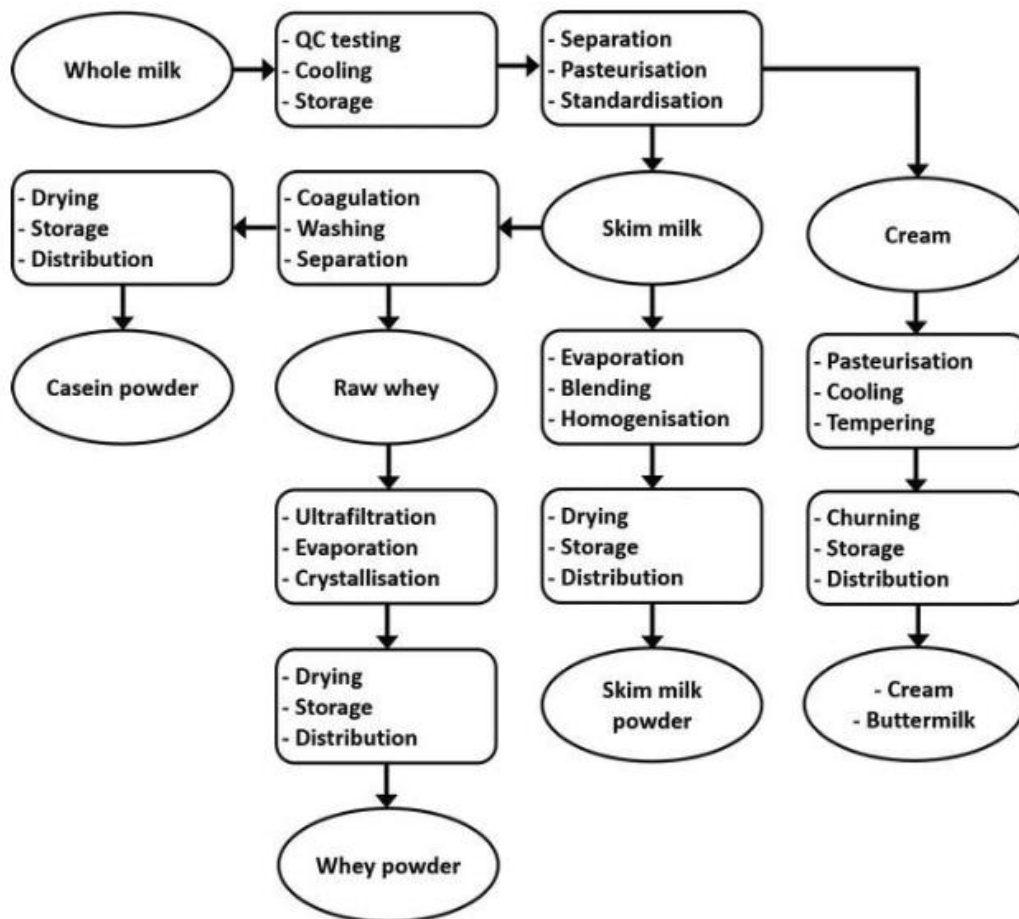 Whole milk
- QC testing
- Cooling
- Storage
- Separation
- Pasteurisation
- Standardisation
- Drying
- Storage
- Distribution
- Coagulation
- Washing
- Separation
Skim milk
Cream
Casein powder
Raw whey
- Evaporation
- Blending
- Homogenisation
- Pasteurisation
- Cooling
- Tempering
- Ultrafiltration
- Evaporation
- Crystallisation
- Drying
- Storage
- Distribution
- Churning
- Storage
- Distribution
- Drying
- Storage
- Distribution
Skim milk
powder
- Cream
- Buttermilk
Whey powder